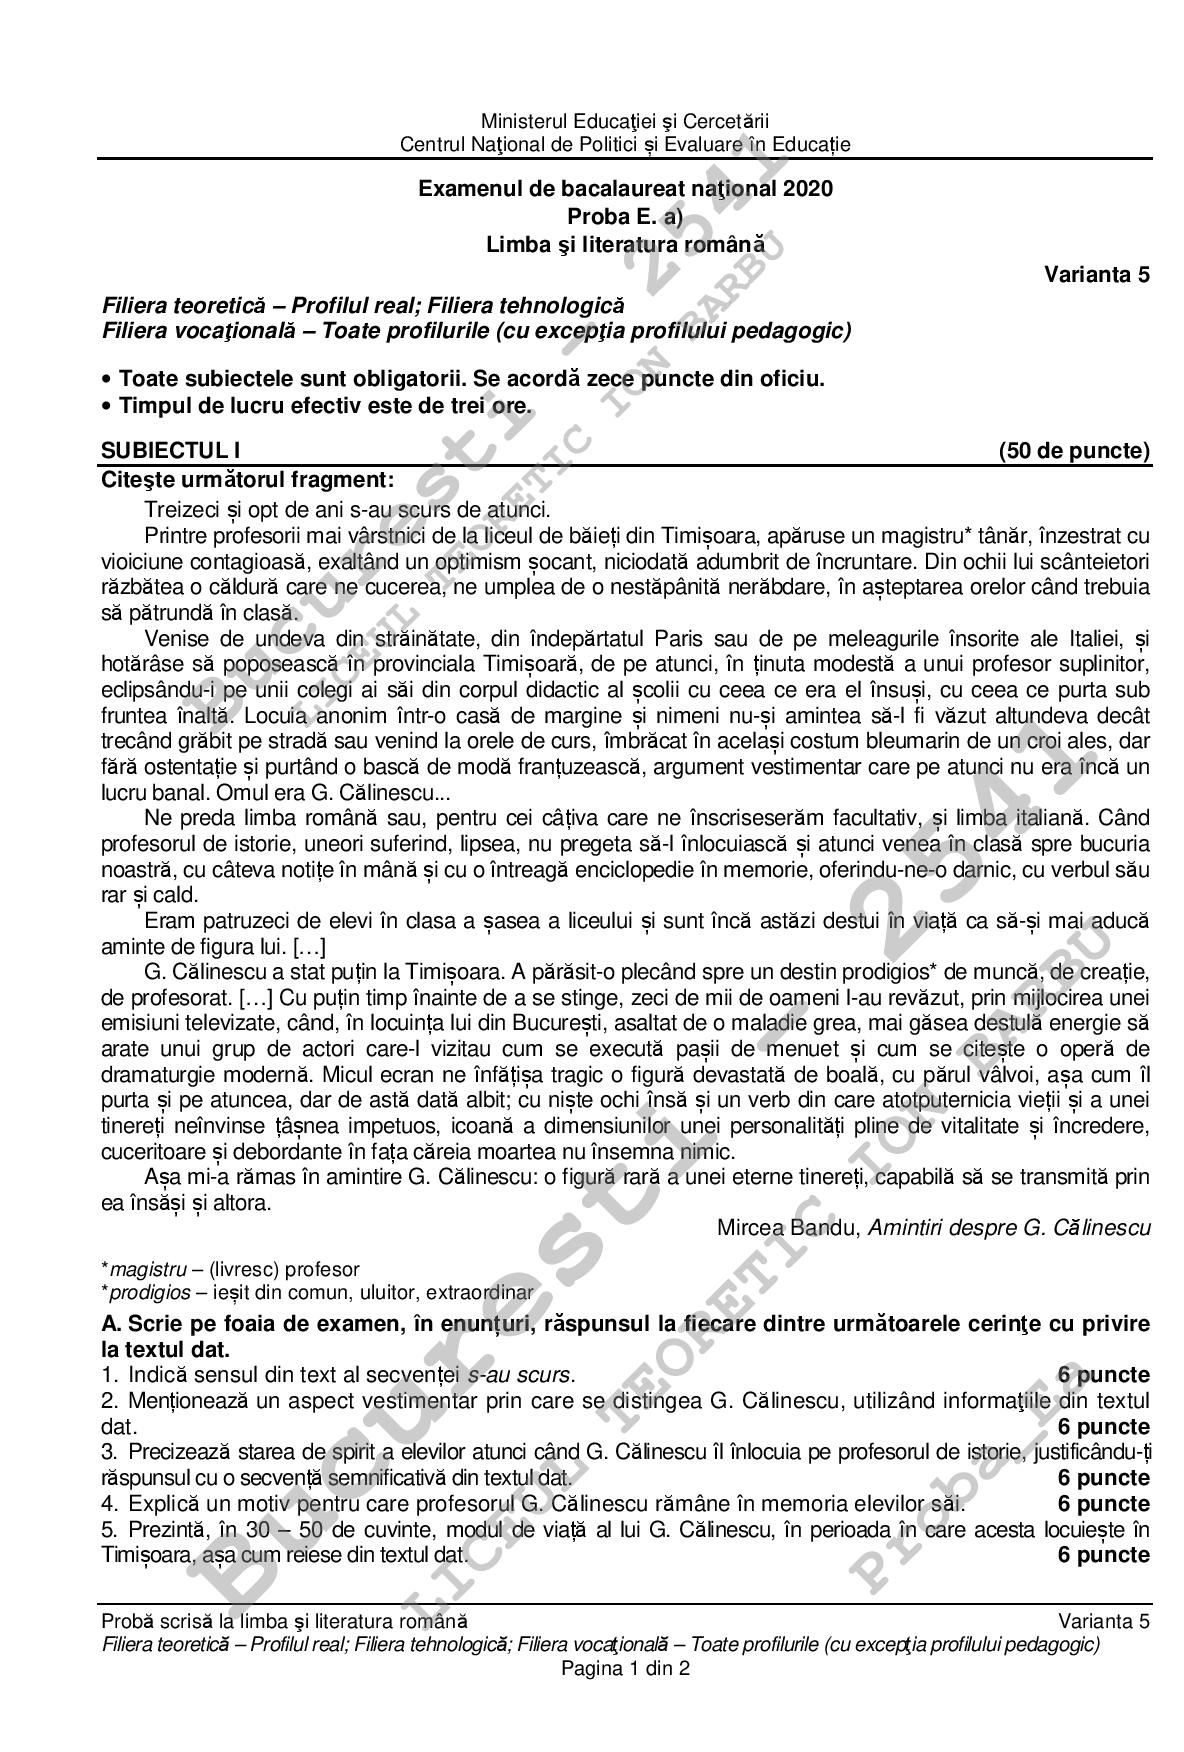 Ministerul Educaţiei şi Cercetării
Centrul Naţional de Politici și Evaluare în Educație
Examenul de bacalaureat naţional 2020
Proba E. a)
Limba şi literatura română
Varianta 5
Filiera teoretică – Profilul real; Filiera tehnologică
Filiera vocaţională – Toate profilurile (cu excepţia profilului pedagogic)
• Toate subiectele sunt obligatorii. Se acordă zece puncte din oficiu.
• Timpul de lucru efectiv este de trei ore.
SUBIECTUL I (50 de puncte)
Citeşte următorul fragment:
Treizeci și opt de ani s-au scurs de atunci.
Printre profesorii mai vârstnici de la liceul de băieți din Timișoara, apăruse un magistru* tânăr, înzestrat cu
vioiciune contagioasă, exaltând un optimism șocant, niciodată adumbrit de încruntare. Din ochii lui scânteietori
răzbătea o căldură care ne cucerea, ne umplea de o nestăpânită nerăbdare, în așteptarea orelor când trebuia
să pătrundă în clasă.
Venise de undeva din străinătate, din îndepărtatul Paris sau de pe meleagurile însorite ale Italiei, și
hotărâse să poposească în provinciala Timișoară, de pe atunci, în ținuta modestă a unui profesor suplinitor,
eclipsându-i pe unii colegi ai săi din corpul didactic al școlii cu ceea ce era el însuși, cu ceea ce purta sub
fruntea înaltă. Locuia anonim într-o casă de margine și nimeni nu-și amintea să-l fi văzut altundeva decât
trecând grăbit pe stradă sau venind la orele de curs, îmbrăcat în același costum bleumarin de un croi ales, dar
fără ostentație și purtând o bască de modă franțuzească, argument vestimentar care pe atunci nu era încă un
lucru banal. Omul era G. Călinescu...
Ne preda limba română sau, pentru cei câțiva care ne înscriseserăm facultativ, și limba italiană. Când
profesorul de istorie, uneori suferind, lipsea, nu pregeta să-l înlocuiască și atunci venea în clasă spre bucuria
noastră, cu câteva notițe în mână și cu o întreagă enciclopedie în memorie, oferindu-ne-o darnic, cu verbul său
rar și cald.
Eram patruzeci de elevi în clasa a șasea a liceului și sunt încă astăzi destui în viață ca să-și mai aducă
aminte de figura lui. […]
G. Călinescu a stat puțin la Timișoara. A părăsit-o plecând spre un destin prodigios* de muncă, de creație,
de profesorat. […] Cu puțin timp înainte de a se stinge, zeci de mii de oameni l-au revăzut, prin mijlocirea unei
emisiuni televizate, când, în locuința lui din București, asaltat de o maladie grea, mai găsea destulă energie să
arate unui grup de actori care-l vizitau cum se execută pașii de menuet și cum se citește o operă de
dramaturgie modernă. Micul ecran ne înfățișa tragic o figură devastată de boală, cu părul vâlvoi, așa cum îl
purta și pe atuncea, dar de astă dată albit; cu niște ochi însă și un verb din care atotputernicia vieții și a unei
tinereți neînvinse țâșnea impetuos, icoană a dimensiunilor unei personalități pline de vitalitate și încredere,
cuceritoare și debordante în fața căreia moartea nu însemna nimic.
Așa mi-a rămas în amintire G. Călinescu: o figură rară a unei eterne tinereți, capabilă să se transmită prin
ea însăși și altora.
Mircea Bandu, Amintiri despre G. Călinescu
*magistru – (livresc) profesor
*prodigios – ieșit din comun, uluitor, extraordinar
A. Scrie pe foaia de examen, în enunțuri, răspunsul la fiecare dintre următoarele cerinţe cu privire
la textul dat.
1. Indică sensul din text al secvenței s-au scurs. 6 puncte
2. Menționează un aspect vestimentar prin care se distingea G. Călinescu, utilizând informaţiile din textul
dat. 6 puncte
3. Precizează starea de spirit a elevilor atunci când G. Călinescu îl înlocuia pe profesorul de istorie, justificându-ți
răspunsul cu o secvență semnificativă din textul dat. 6 puncte
4. Explică un motiv pentru care profesorul G. Călinescu rămâne în memoria elevilor săi. 6 puncte
5. Prezintă, în 30 – 50 de cuvinte, modul de viață al lui G. Călinescu, în perioada în care acesta locuiește în
Timișoara, așa cum reiese din textul dat. 6 puncte
Probă scrisă la limba şi literatura română Varianta 5
Filiera teoretică – Profilul real; Filiera tehnologică; Filiera vocaţională – Toate profilurile (cu excepţia profilului pedagogic)
Pagina 1 din 2
Bucuresti – 2541
LICEUL TEORETIC ION BARBU
Bucuresti – 2541
LICEUL TEORETIC ION BARBU